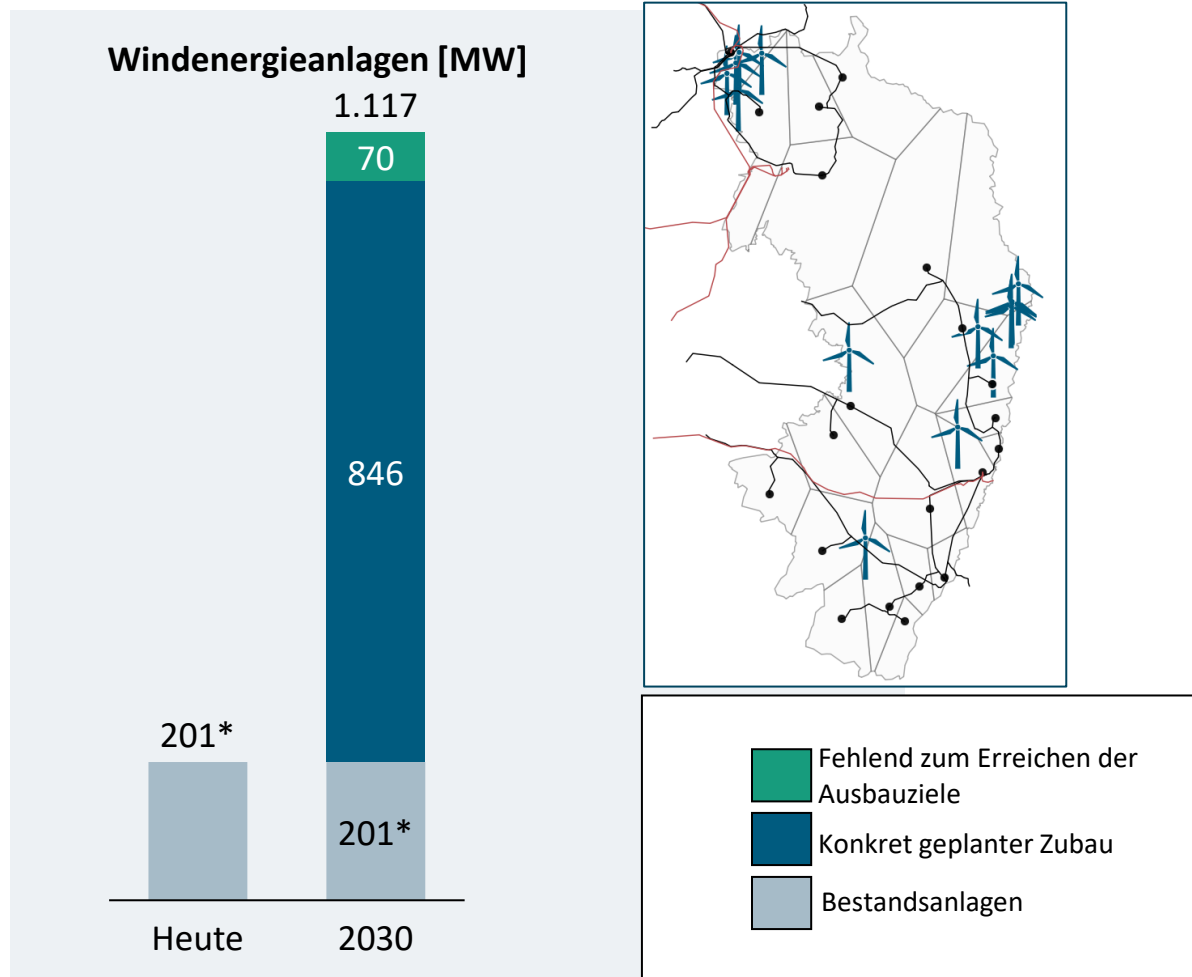 Windenergieanlagen [MW]
1.117
70
846
201*
201*
Heute
2030
Fehlend zum Erreichen der
Ausbauziele
Konkret geplanter Zubau
Bestandsanlagen